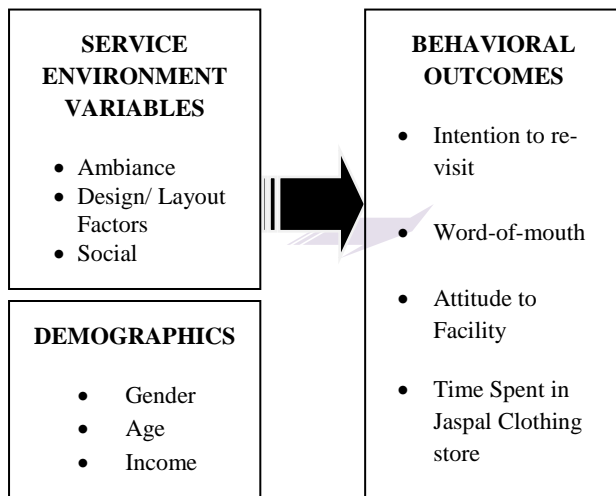 SERVICE
ENVIRONMENT
VARIABLES
• Ambiance
• Design/ Layout
Factors
• Social
DEMOGRAPHICS
• Gender
• Age
• Income
BEHAVIORAL
OUTCOMES
• Intention to re-
visit
• Word-of-mouth
• Attitude to
Facility
• Time Spent in
Jaspal Clothing
store